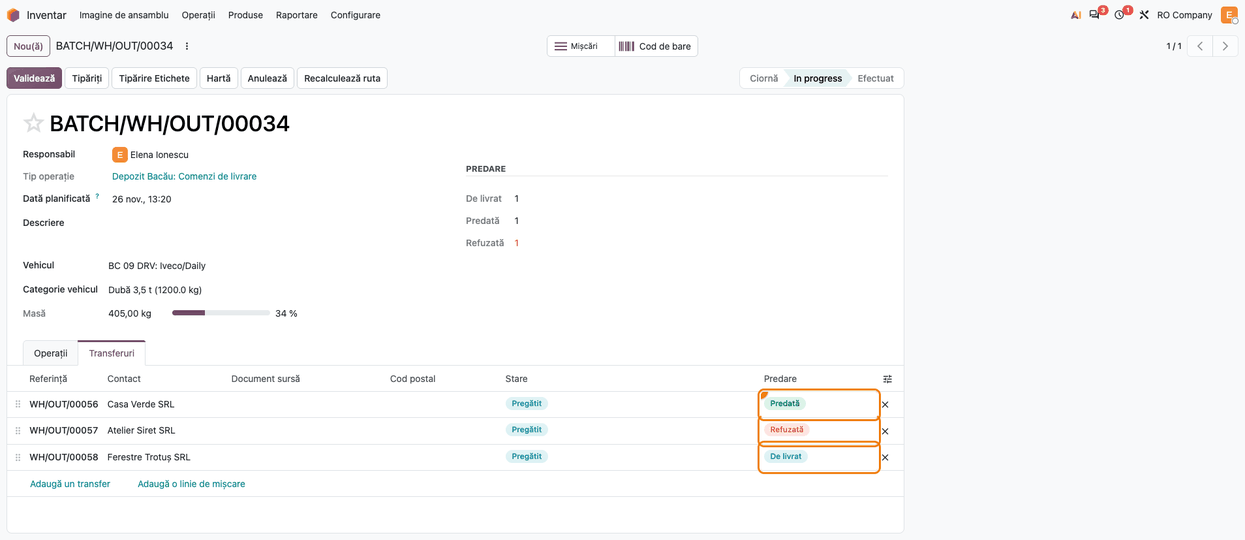 Inventar Imagine de ansamblu Operații Produse Raportare Configurare AI 3 1 RO Company E
Nou(ă) BATCH/WH/OUT/00034 Mișcări Cod de bare 1 / 1
Validează Tipăriți Tipărire Etichete Hartă Anulează Recalculează ruta Ciornă In progress Efectuat
BATCH/WH/OUT/00034
Responsabil E Elena Ionescu
PREDARE
Tip operație Depozit Bacău: Comenzi de livrare
Dată planificată ? 26 nov., 13:20
De livrat 1
Descriere
Predată 1
Refuzată 1
Vehicul BC 09 DRV: Iveco/Daily
Categorie vehicul Dubă 3,5 t (1200.0 kg)
Masă 405,00 kg 34 %
Operații Transferuri
Referință Contact Document sursă Cod postal Stare Predare
WH/OUT/00056 Casa Verde SRL Pregătit Predată
WH/OUT/00057 Atelier Siret SRL Pregătit Refuzată
WH/OUT/00058 Ferestre Trotuș SRL Pregătit De livrat
Adaugă un transfer Adaugă o linie de mișcare